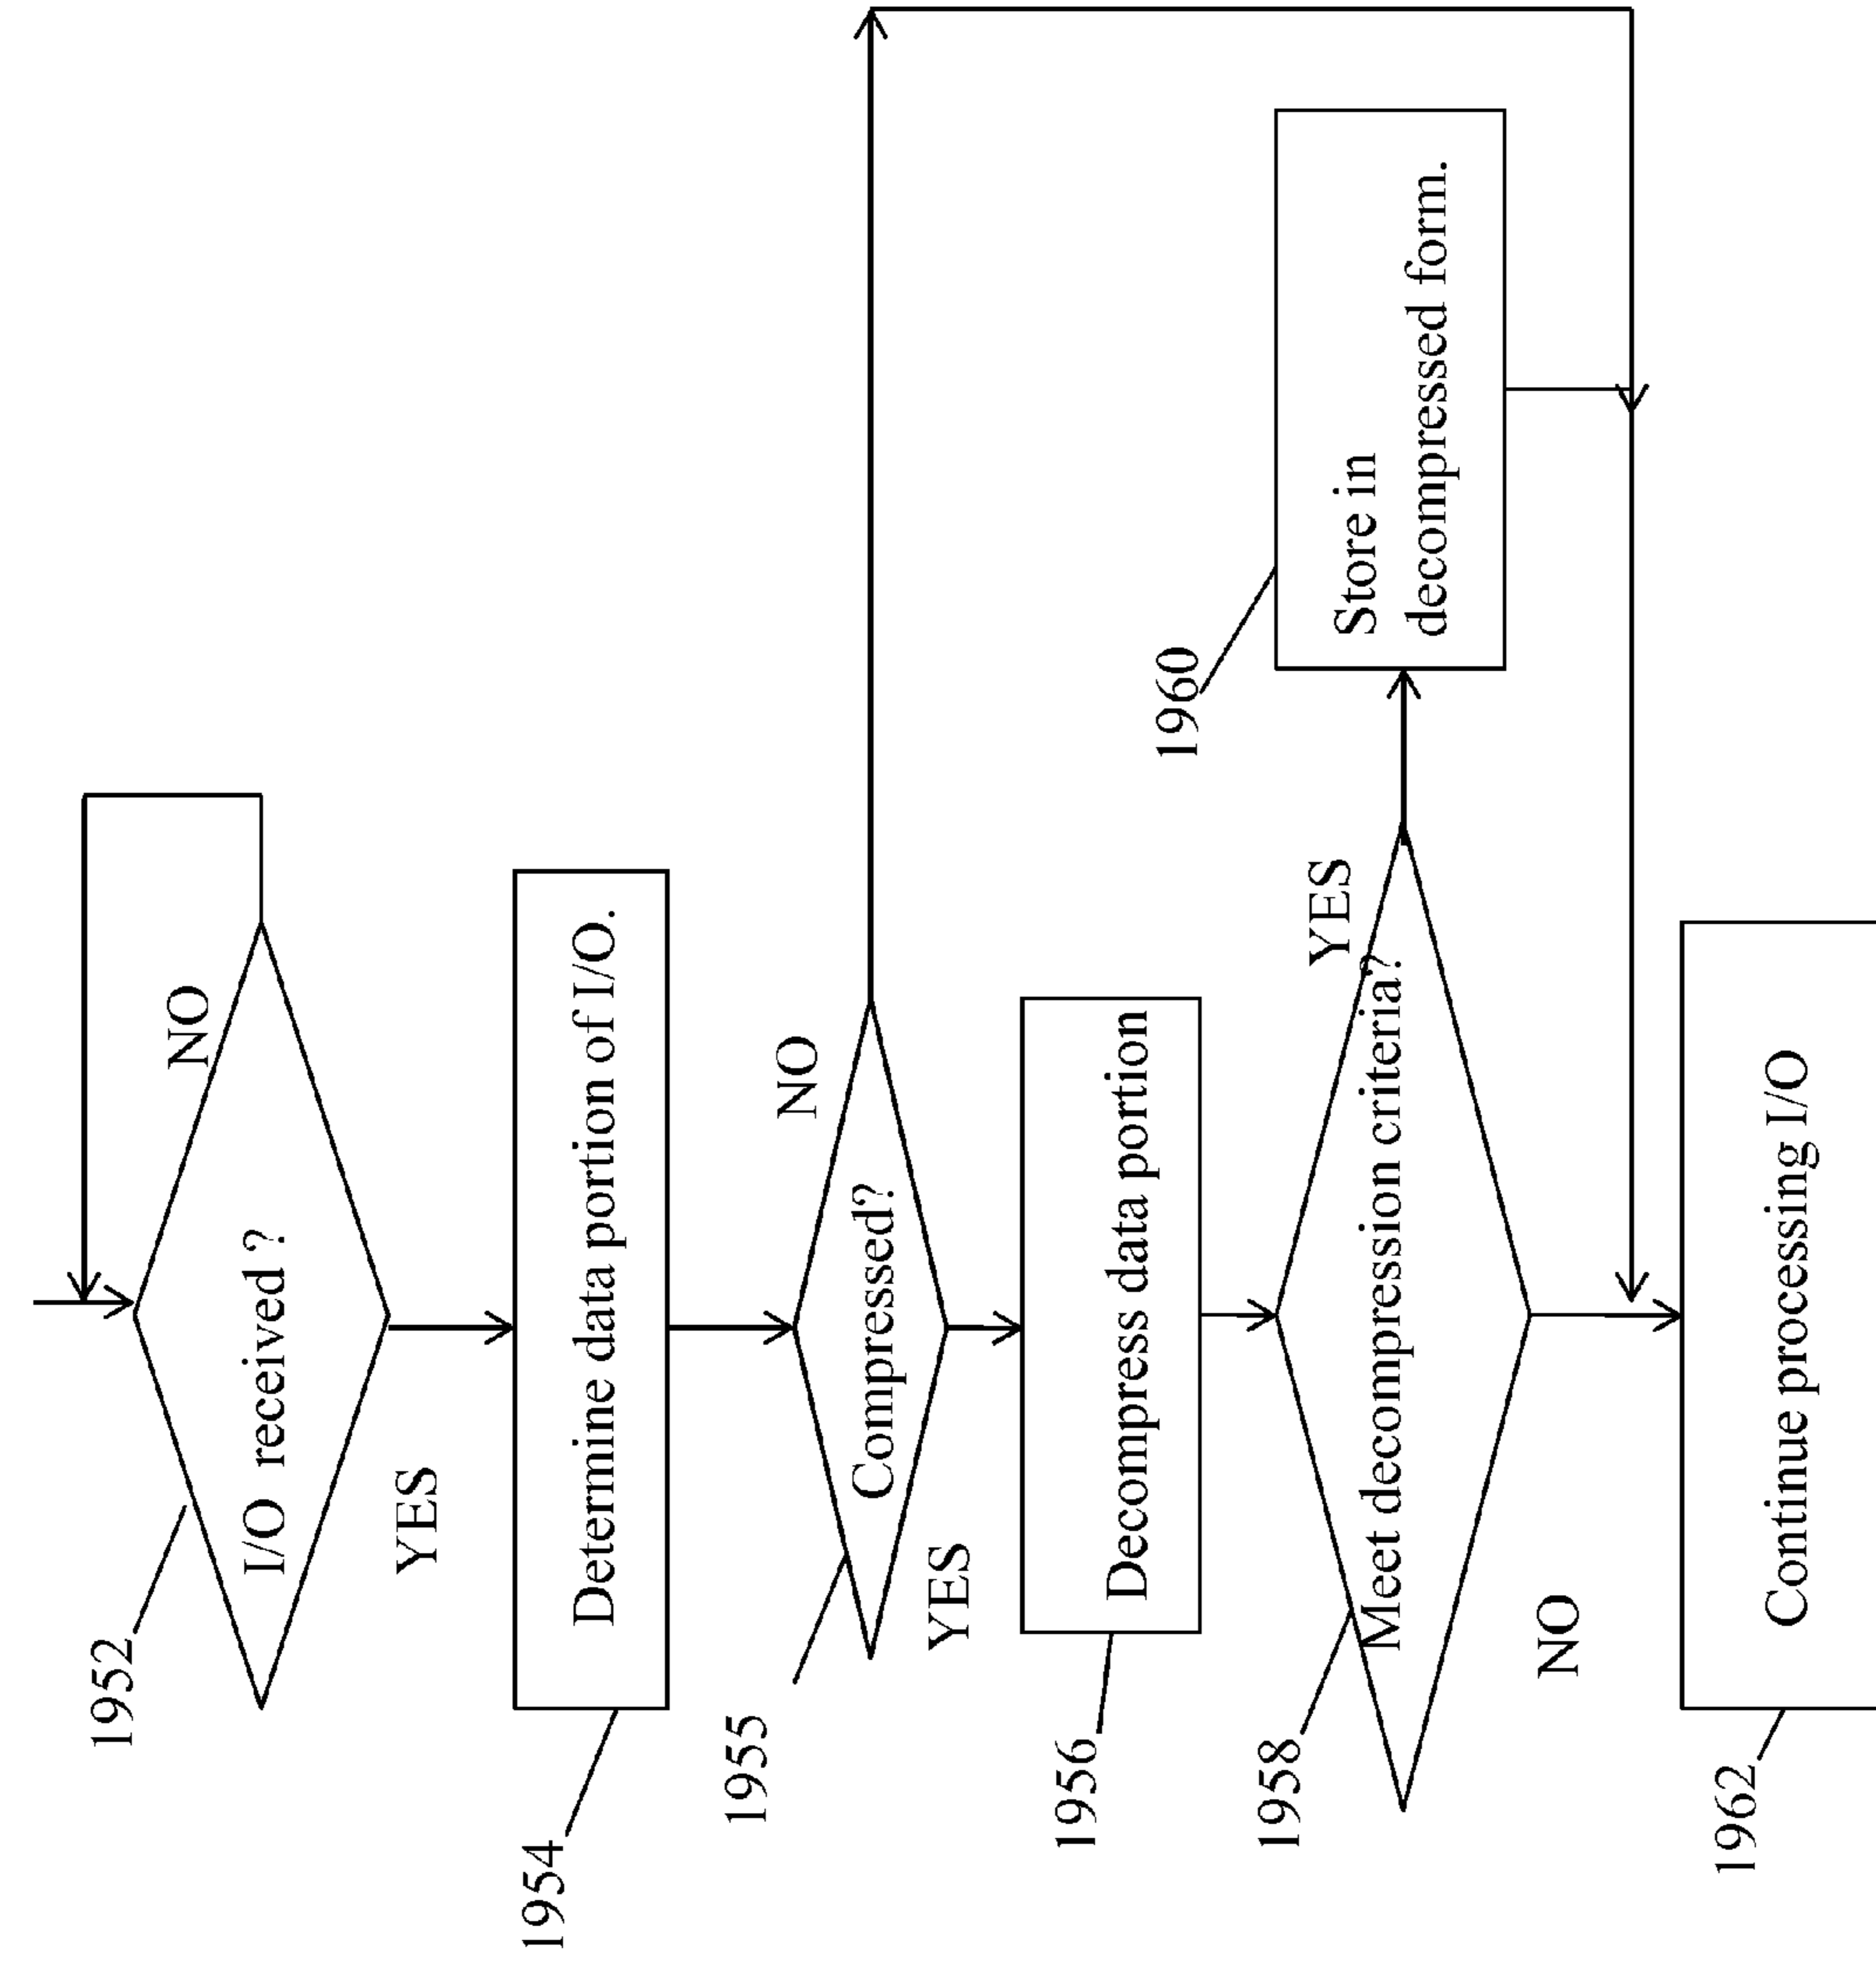 1952
I/O received ?
NO
YES
1954
Determine data portion of I/O.
1955
Compressed?
NO
YES
1956
Decompress data portion
1958
Meet decompression criteria?
YES
NO
1960
Store in
decompressed form.
1962
Continue processing I/O